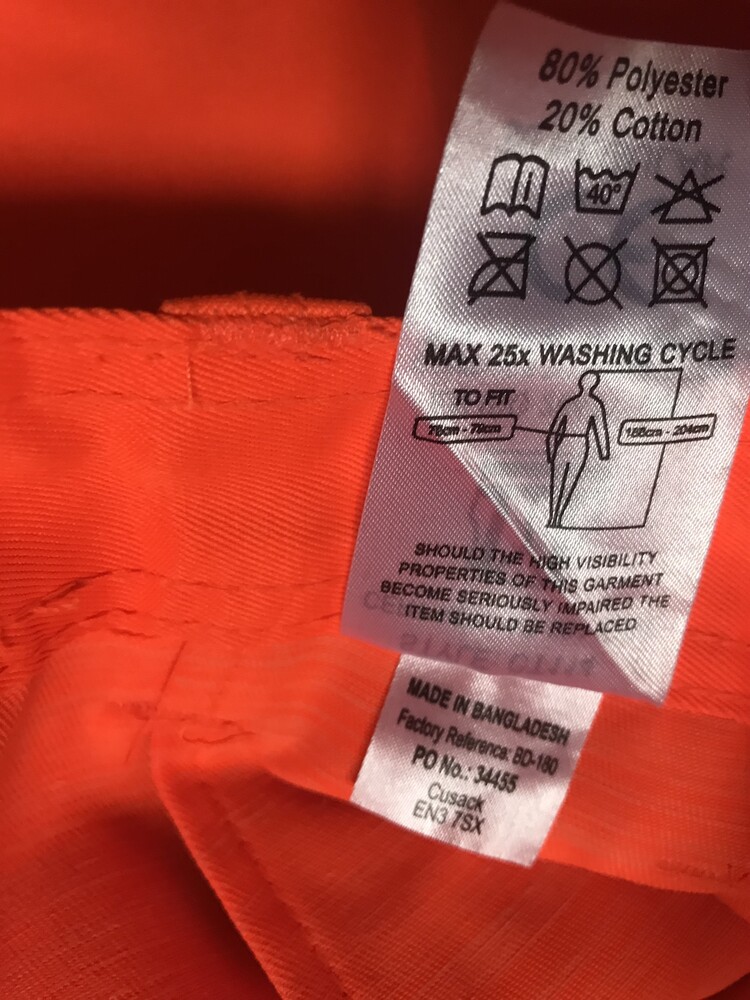 80% Polyester
20% Cotton
40°
MAX 25x WASHING CYCLE
TO FIT
SHOULD THE HIGH VISIBILITY
PROPERTIES OF THIS GARMENT
BECOME SERIOUSLY IMPAIRED THE
ITEM SHOULD BE REPLACED
MADE IN BANGLADESH
Factory Reference: BD-180
PO No.: 34455
Cusack
EN3 7SX